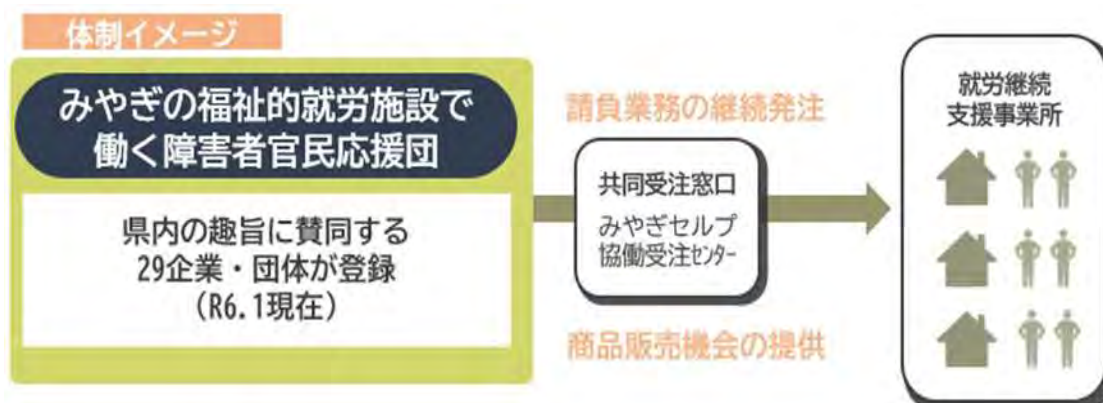 体制イメージ
みやぎの福祉的就労施設で
働く障害者官民応援団
県内の趣旨に賛同する
29企業・団体が登録
(R6.1現在)
請負業務の継続発注
共同受注窓口
みやぎセルプ
協働受注ｾﾝﾀｰ
商品販売機会の提供
就労継続
支援事業所